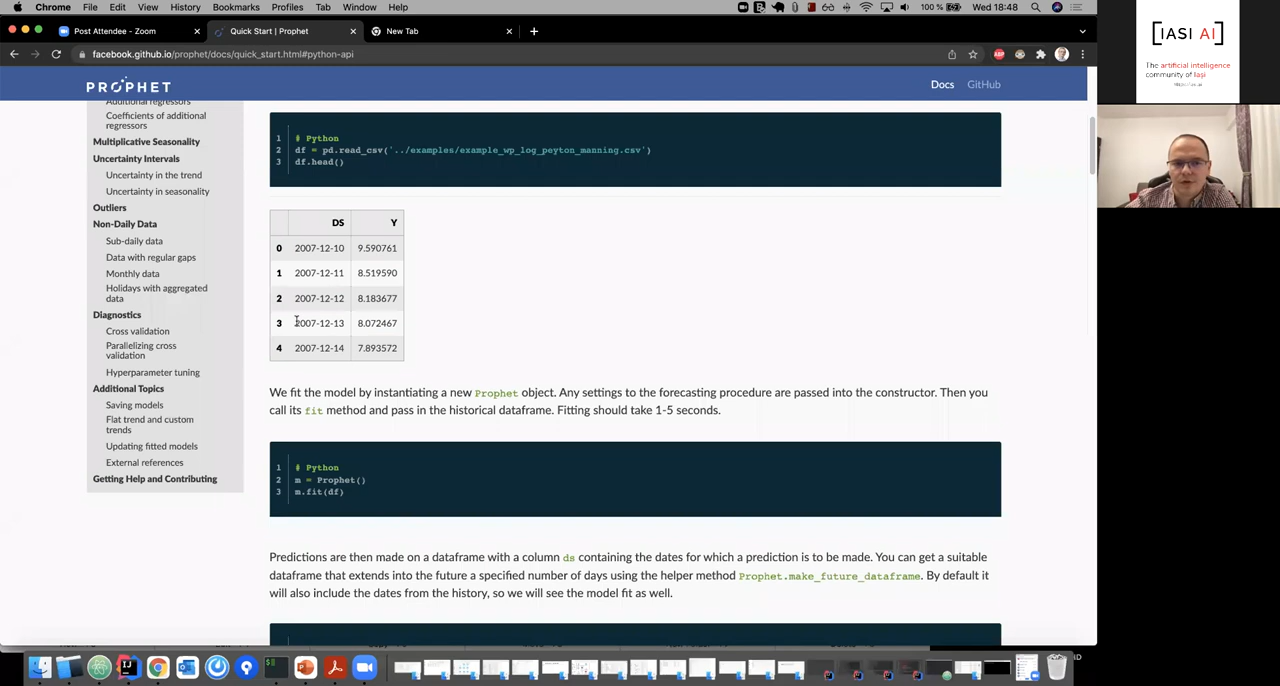 Chrome File Edit View History Bookmarks Profiles Tab Window Help 100 % Wed 18:48
Post Attendee - Zoom Quick Start | Prophet New Tab
facebook.github.io/prophet/docs/quick_start.html#python-api
PROPHET Docs GitHub
Additional regressors
Coefficients of additional
regressors
Multiplicative Seasonality
Uncertainty Intervals
Uncertainty in the trend
Uncertainty in seasonality
Outliers
Non-Daily Data
Sub-daily data
Data with regular gaps
Monthly data
Holidays with aggregated
data
Diagnostics
Cross validation
Parallelizing cross
validation
Hyperparameter tuning
Additional Topics
Saving models
Flat trend and custom
trends
Updating fitted models
External references
Getting Help and Contributing
1 # Python
2 df = pd.read_csv('../examples/example_wp_log_peyton_manning.csv')
3 df.head()
DS Y
0 2007-12-10 9.590761
1 2007-12-11 8.519590
2 2007-12-12 8.183677
3 2007-12-13 8.072467
4 2007-12-14 7.893572
We fit the model by instantiating a new Prophet object. Any settings to the forecasting procedure are passed into the constructor. Then you
call its fit method and pass in the historical dataframe. Fitting should take 1-5 seconds.
1 # Python
2 m = Prophet()
3 m.fit(df)
Predictions are then made on a dataframe with a column ds containing the dates for which a prediction is to be made. You can get a suitable
dataframe that extends into the future a specified number of days using the helper method Prophet.make_future_dataframe. By default it
will also include the dates from the history, so we will see the model fit as well.
[IASI AI]
The artificial intelligence
community of Iași